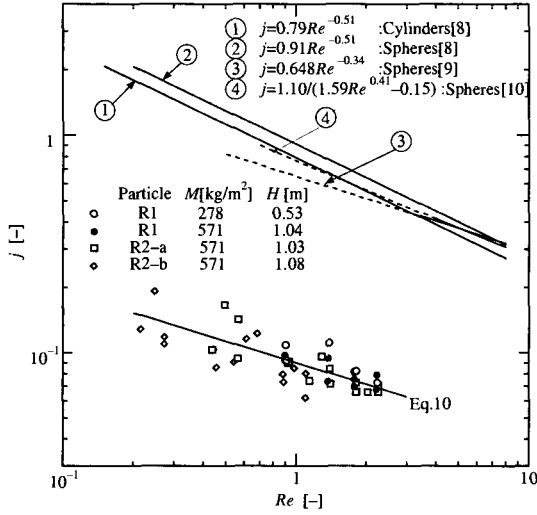 ① j=0.79Re^−0.51 :Cylinders[8]
② j=0.91Re^−0.51 :Spheres[8]
③ j=0.648Re^−0.34 :Spheres[9]
④ j=1.10/(1.59Re^0.41−0.15) :Spheres[10]
②
①
④
③
1
Particle M[kg/m²] H [m]
○ R1 278 0.53
● R1 571 1.04
□ R2−a 571 1.03
◇ R2−b 571 1.08
j [−]
10^−1
Eq.10
10^−1 1 10
Re [−]